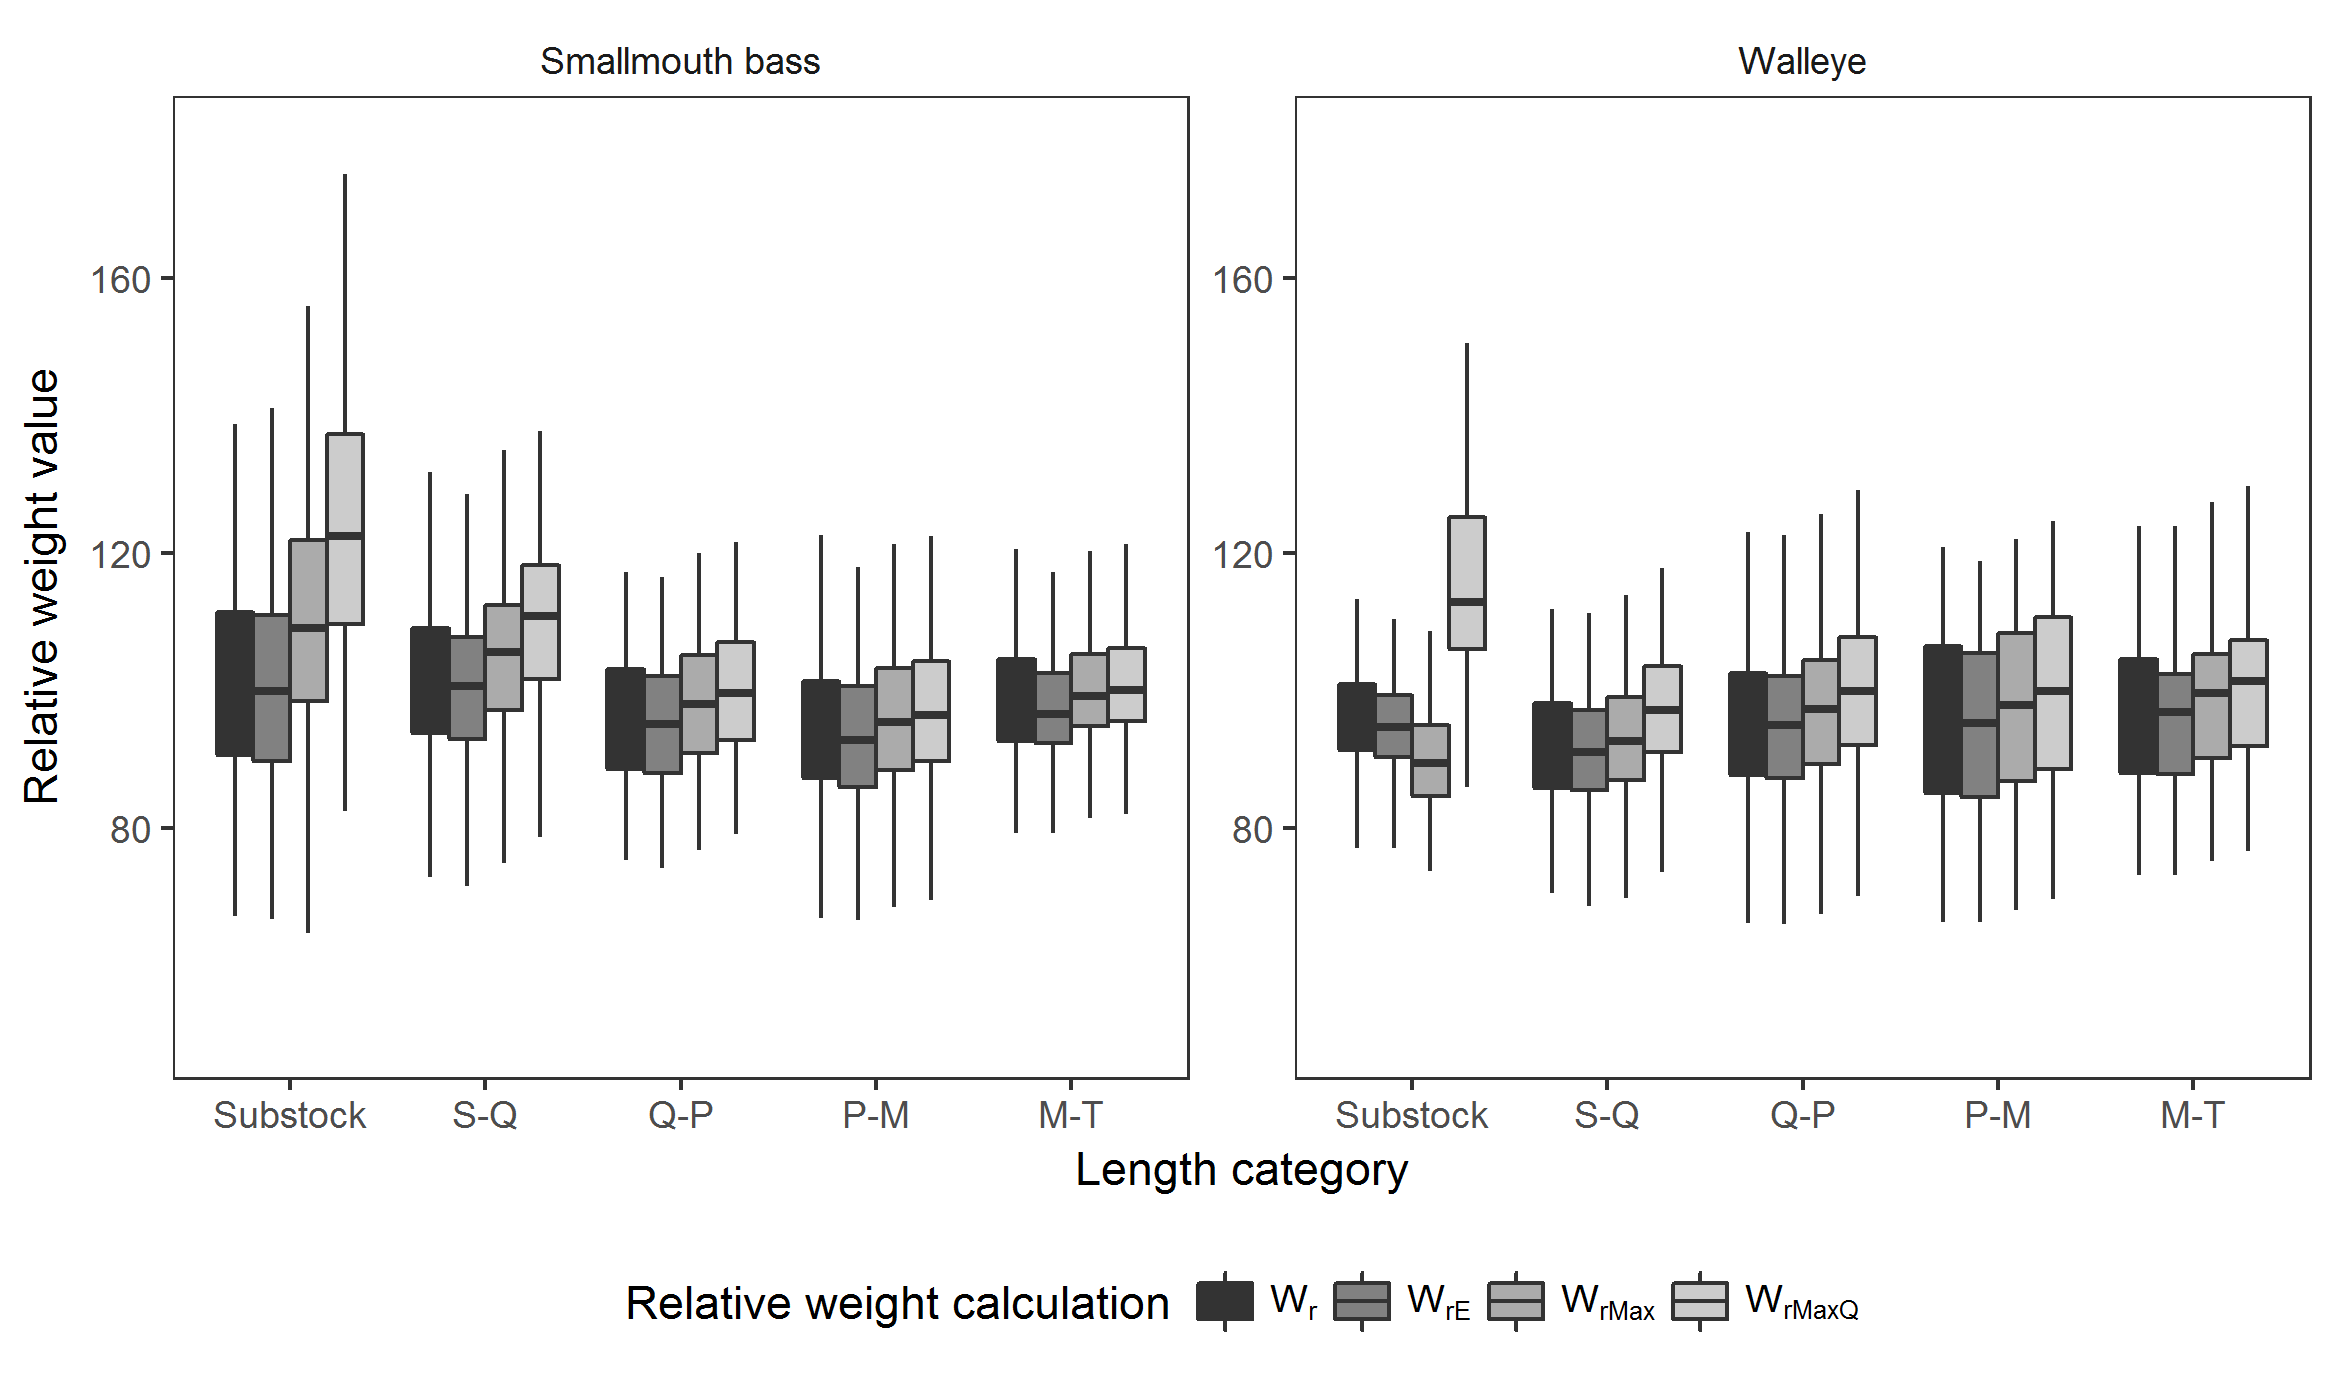 Smallmouth bass
Walleye
Relative weight value
160
120
80
160
120
80
Substock S-Q Q-P P-M M-T
Substock S-Q Q-P P-M M-T
Length category
Relative weight calculation W_r W_rE W_rMax W_rMaxQ